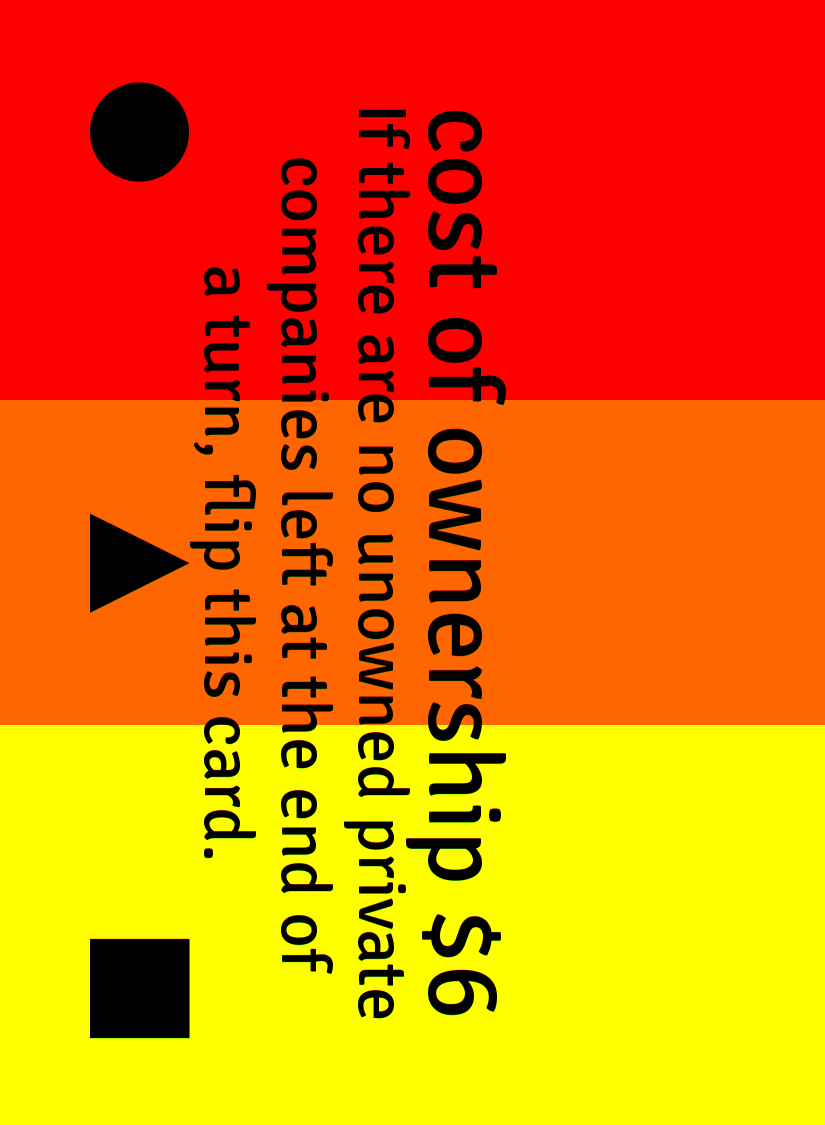 cost of ownership $6
If there are no unowned private
companies left at the end of
a turn, flip this card.